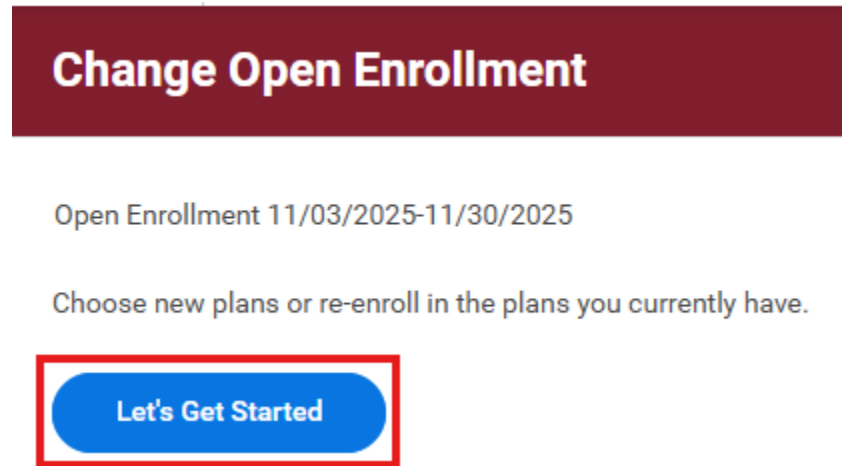 Change Open Enrollment
Open Enrollment 11/03/2025-11/30/2025
Choose new plans or re-enroll in the plans you currently have.
Let's Get Started